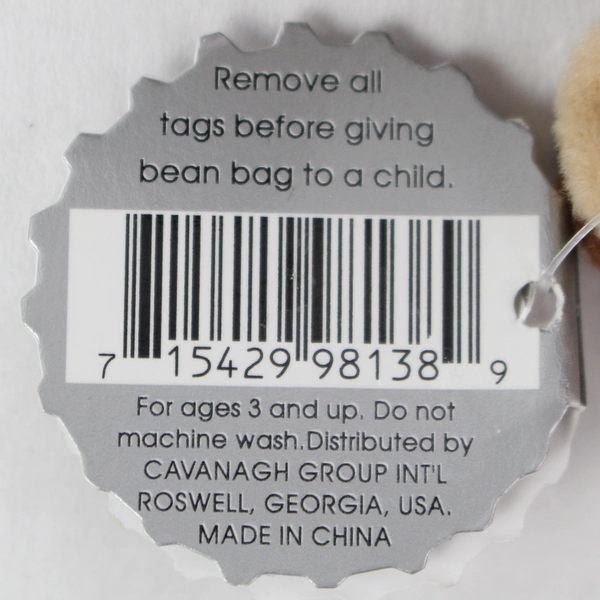 Remove all
tags before giving
bean bag to a child.
7 15429 98138 9
For ages 3 and up. Do not
machine wash.Distributed by
CAVANAGH GROUP INT'L
ROSWELL, GEORGIA, USA.
MADE IN CHINA